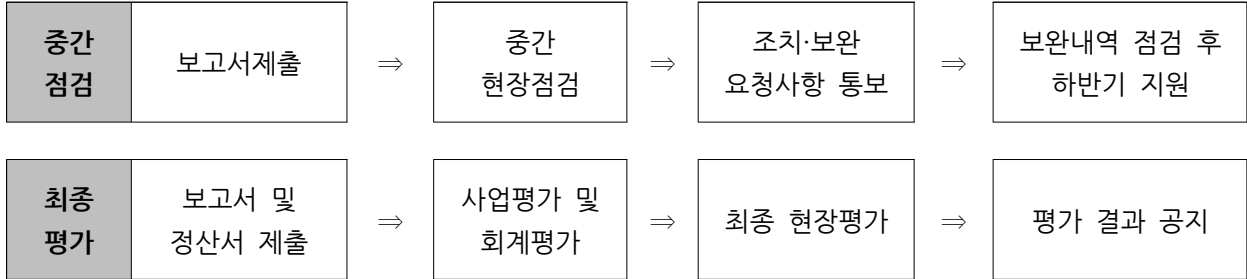 중간
점검
보고서제출
⇒
중간
현장점검
⇒
조치·보완
요청사항 통보
⇒
보완내역 점검 후
하반기 지원
최종
평가
보고서 및
정산서 제출
⇒
사업평가 및
회계평가
⇒
최종 현장평가
⇒
평가 결과 공지